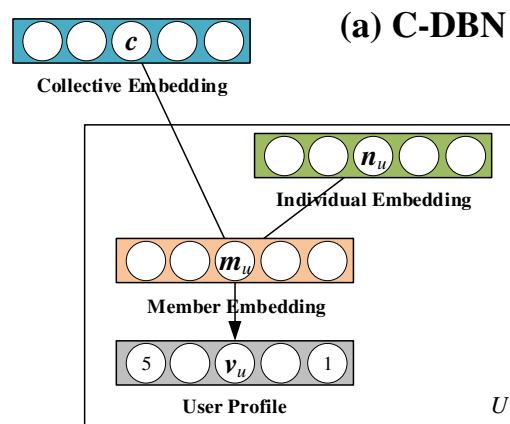 (a) C-DBN
c
Collective Embedding
n_u
Individual Embedding
m_u
Member Embedding
5 v_u 1
User Profile
U